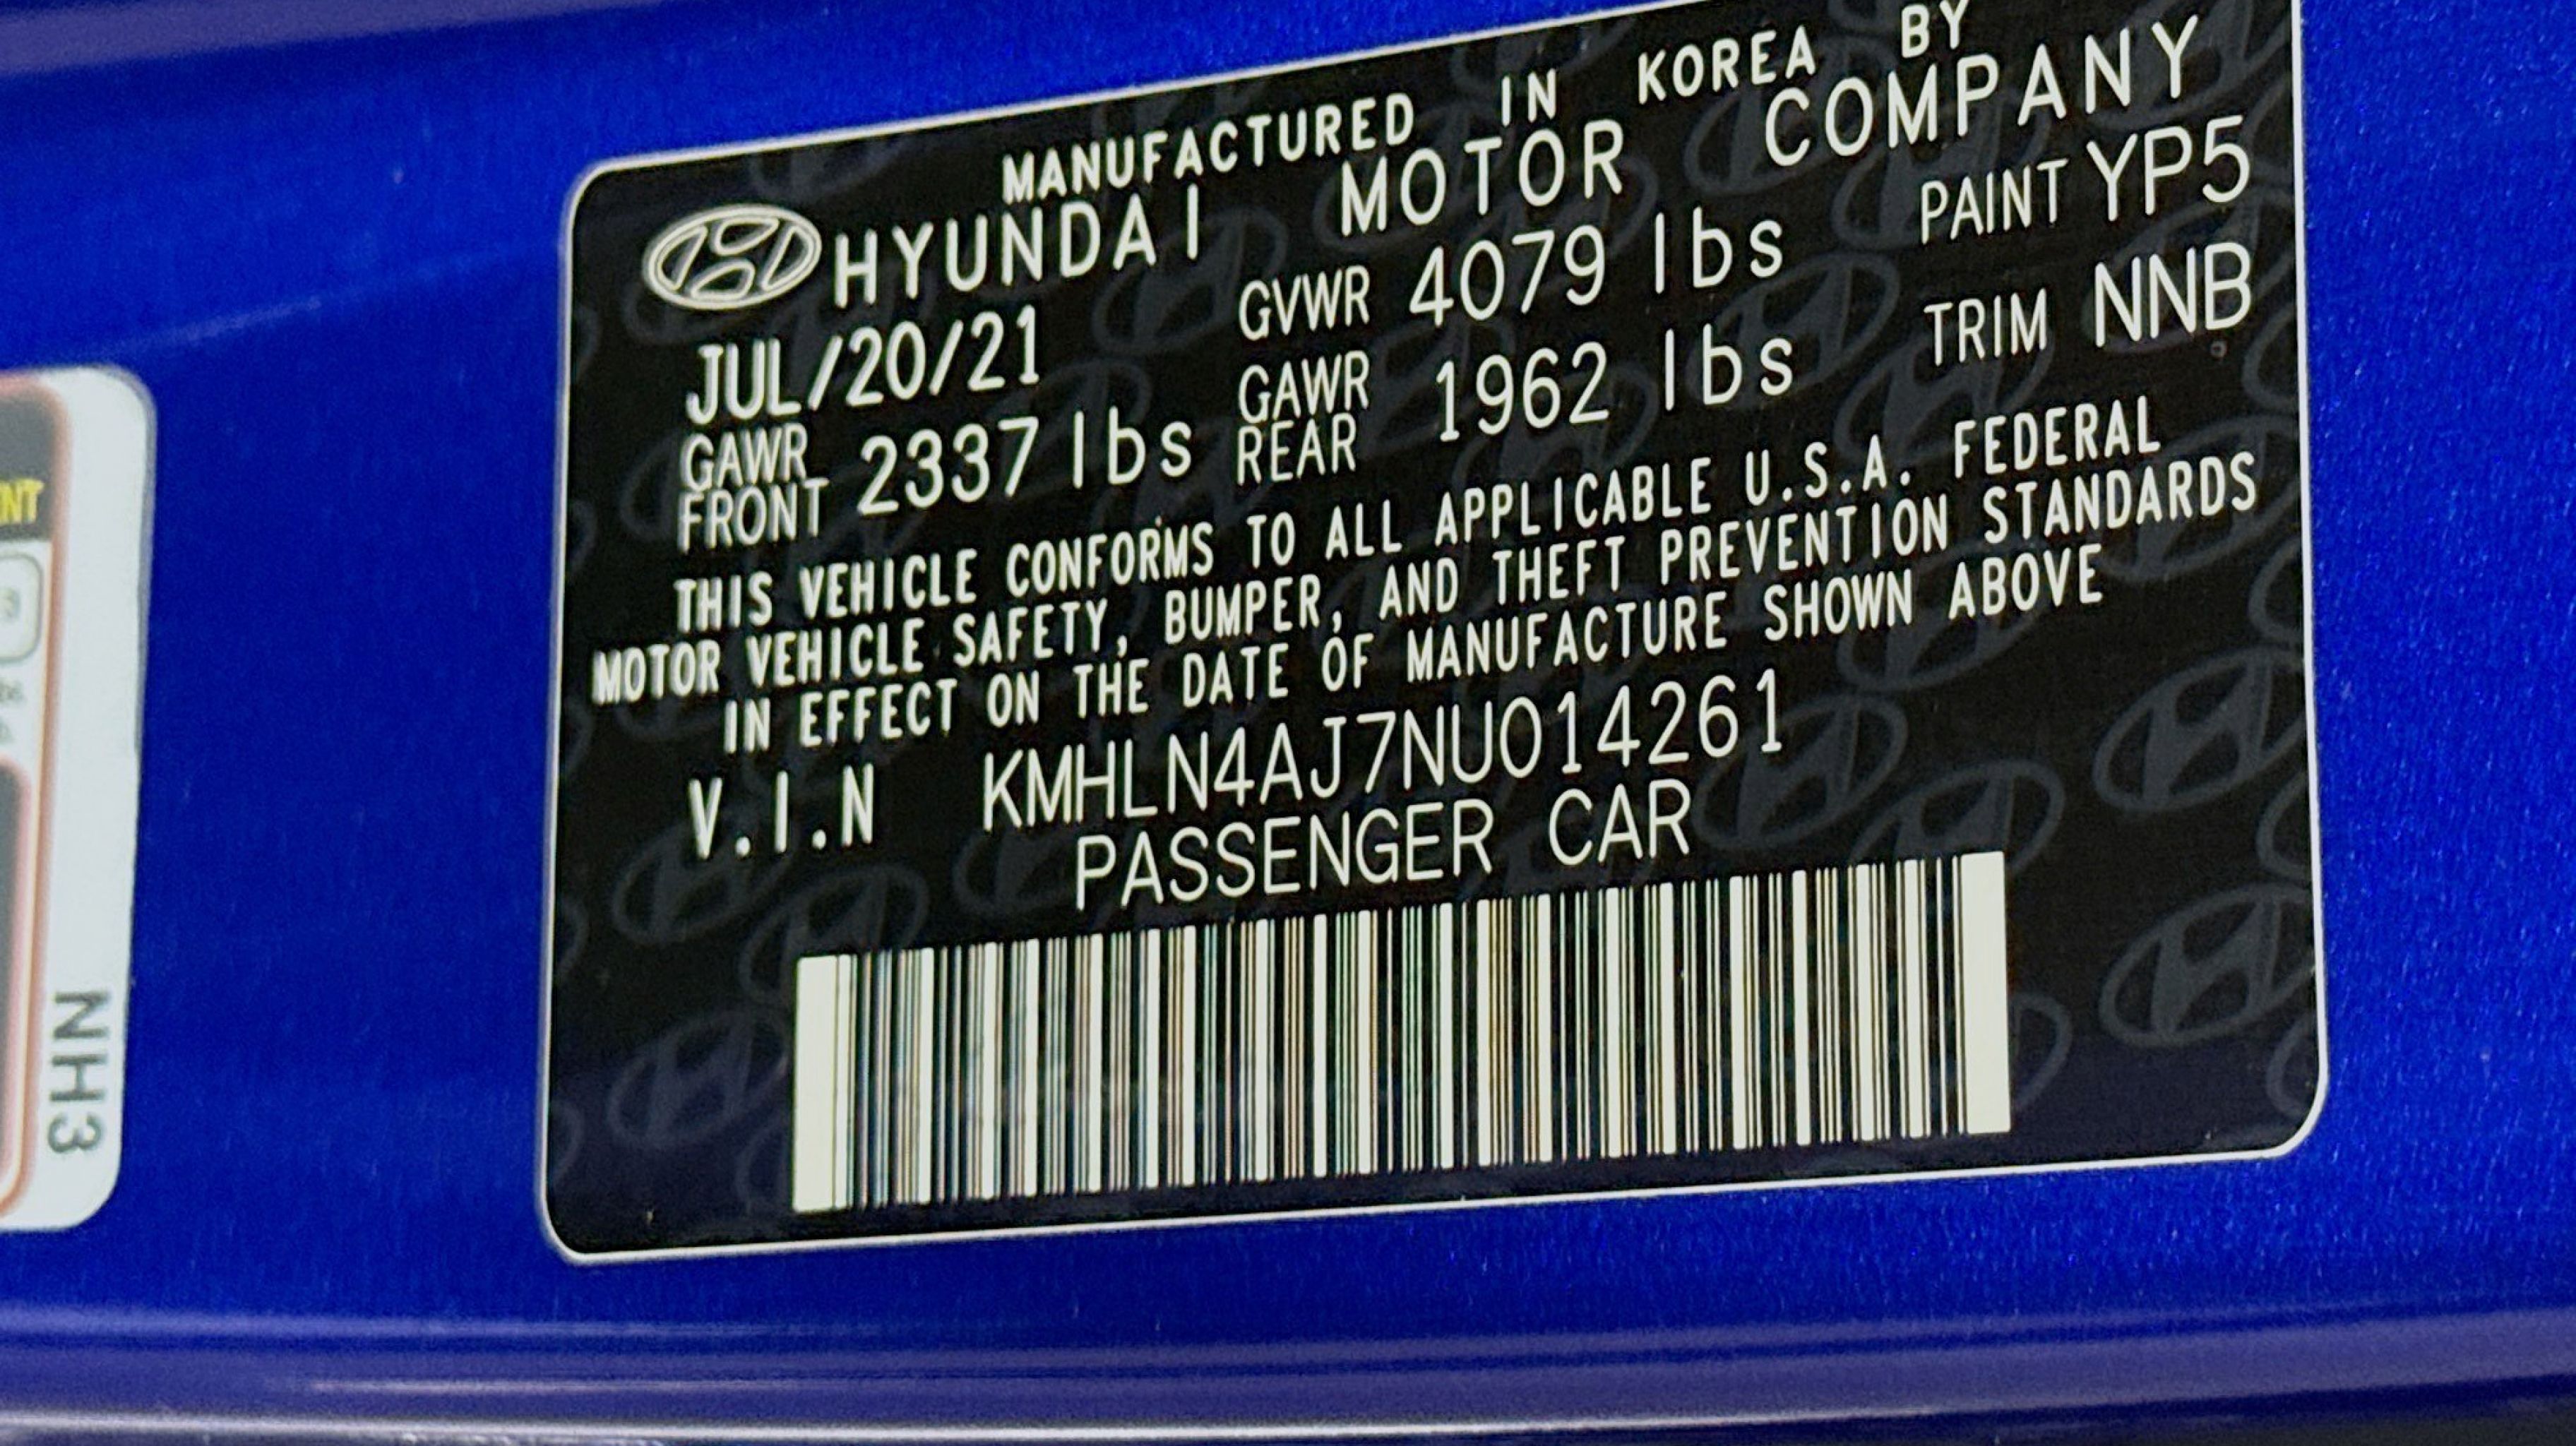 MANUFACTURED IN KOREA BY
HYUNDAI MOTOR COMPANY
JUL/20/21 GVWR 4079 lbs PAINT YP5
GAWR FRONT 2337 lbs GAWR REAR 1962 lbs TRIM NNB
THIS VEHICLE CONFORMS TO ALL APPLICABLE U.S.A. FEDERAL
MOTOR VEHICLE SAFETY, BUMPER, AND THEFT PREVENTION STANDARDS
IN EFFECT ON THE DATE OF MANUFACTURE SHOWN ABOVE
V.I.N KMHLN4AJ7NU014261
PASSENGER CAR
NH3